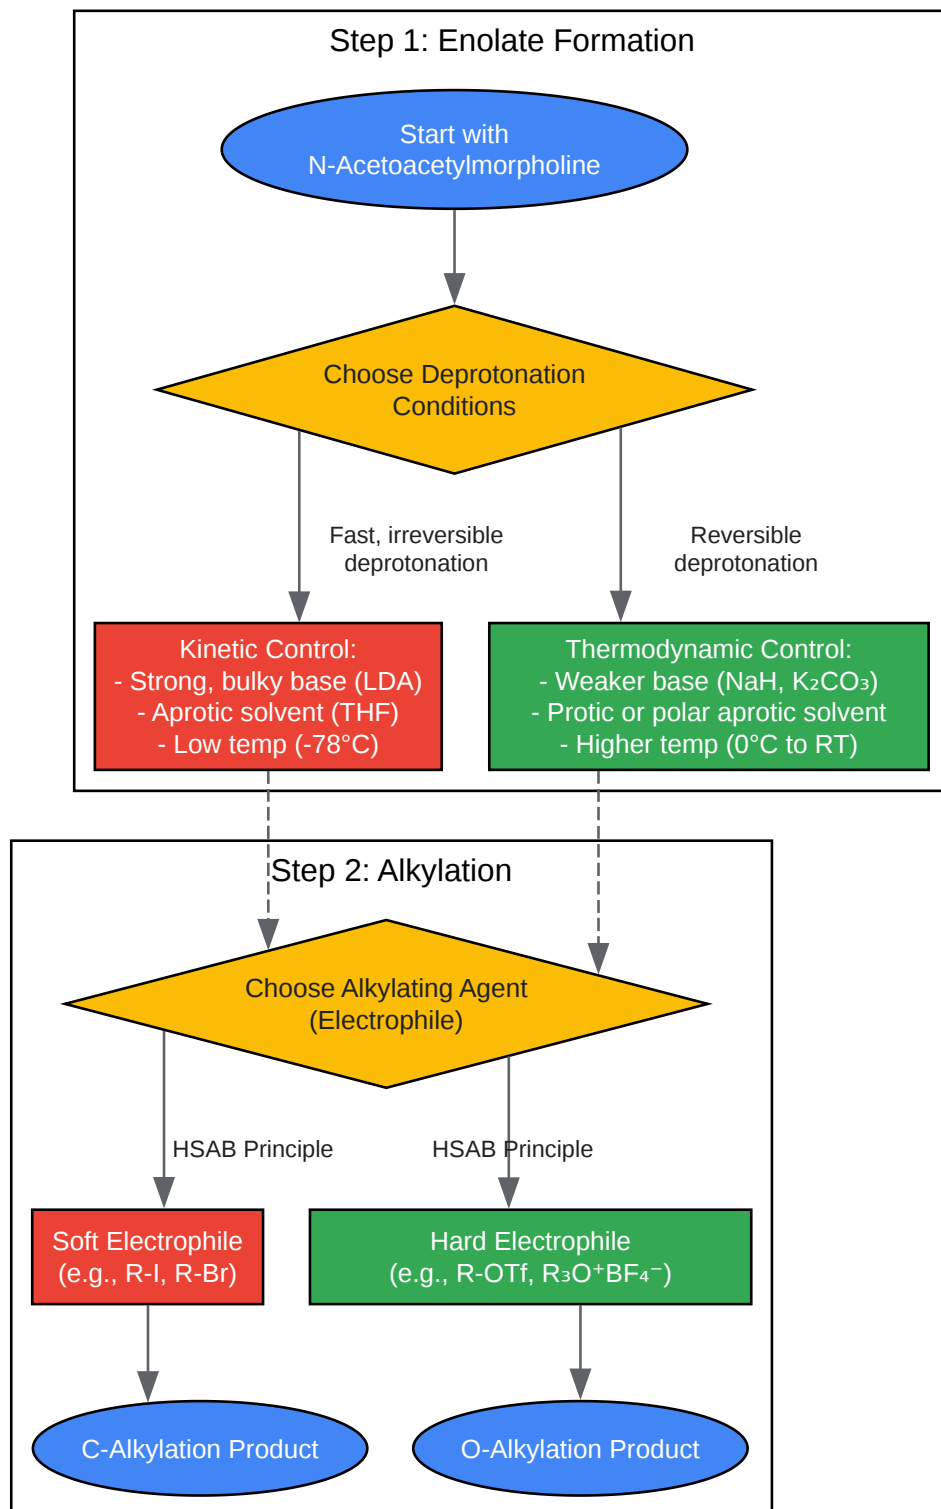 Step 1: Enolate Formation
Start with
N-Acetoacetylmorpholine
Choose Deprotonation
Conditions
Fast, irreversible
deprotonation
Reversible
deprotonation
Kinetic Control:
- Strong, bulky base (LDA)
- Aprotic solvent (THF)
- Low temp (-78°C)
Thermodynamic Control:
- Weaker base (NaH, K₂CO₃)
- Protic or polar aprotic solvent
- Higher temp (0°C to RT)
Step 2: Alkylation
Choose Alkylating Agent
(Electrophile)
HSAB Principle
HSAB Principle
Soft Electrophile
(e.g., R-I, R-Br)
Hard Electrophile
(e.g., R-OTf, R₃O⁺BF₄⁻)
C-Alkylation Product
O-Alkylation Product